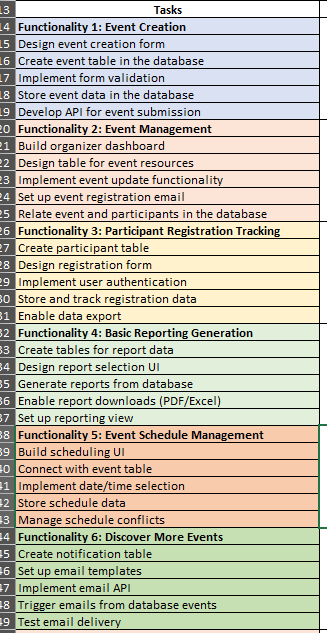 13 Tasks
14 Functionality 1: Event Creation
15 Design event creation form
16 Create event table in the database
17 Implement form validation
18 Store event data in the database
19 Develop API for event submission
20 Functionality 2: Event Management
21 Build organizer dashboard
22 Design table for event resources
23 Implement event update functionality
24 Set up event registration email
25 Relate event and participants in the database
26 Functionality 3: Participant Registration Tracking
27 Create participant table
28 Design registration form
29 Implement user authentication
30 Store and track registration data
31 Enable data export
32 Functionality 4: Basic Reporting Generation
33 Create tables for report data
34 Design report selection UI
35 Generate reports from database
36 Enable report downloads (PDF/Excel)
37 Set up reporting view
38 Functionality 5: Event Schedule Management
39 Build scheduling UI
40 Connect with event table
41 Implement date/time selection
42 Store schedule data
43 Manage schedule conflicts
44 Functionality 6: Discover More Events
45 Create notification table
46 Set up email templates
47 Implement email API
48 Trigger emails from database events
49 Test email delivery